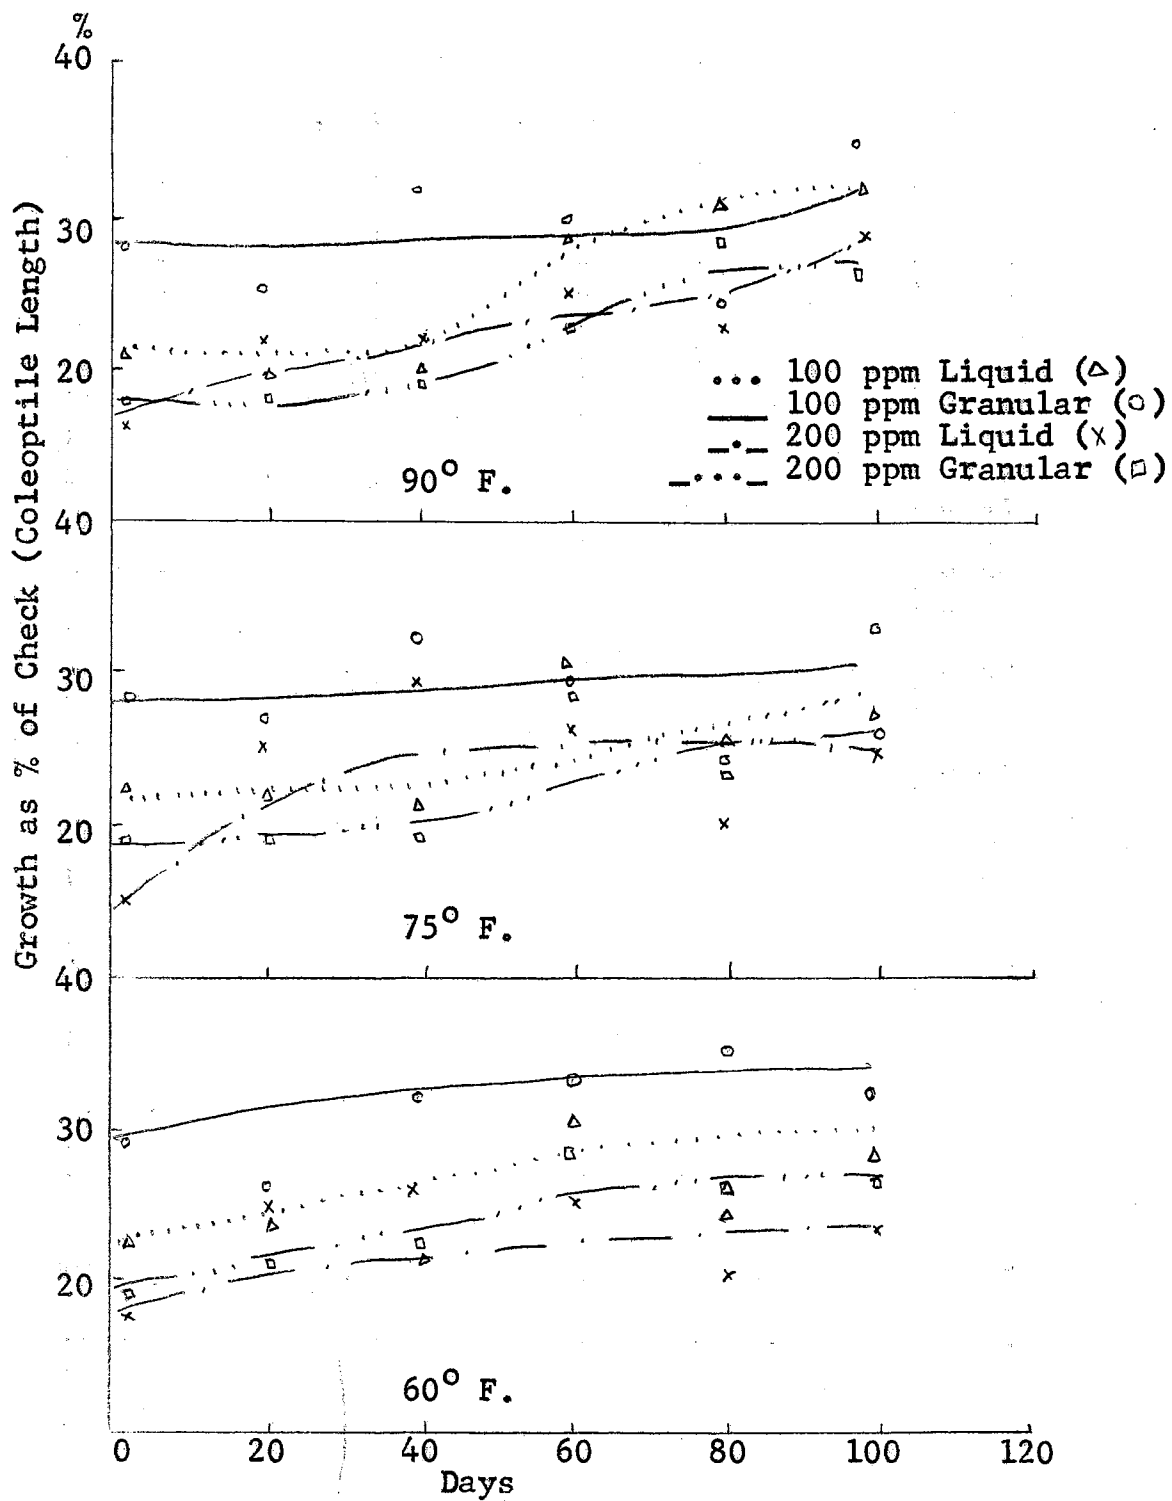 %
40
30
20
••• 100 ppm Liquid (△)
100 ppm Granular (○)
200 ppm Liquid (×)
200 ppm Granular (□)
90° F.
40
30
20
75° F.
40
30
20
60° F.
0 20 40 60 80 100 120
Days
Growth as % of Check (Coleoptile Length)